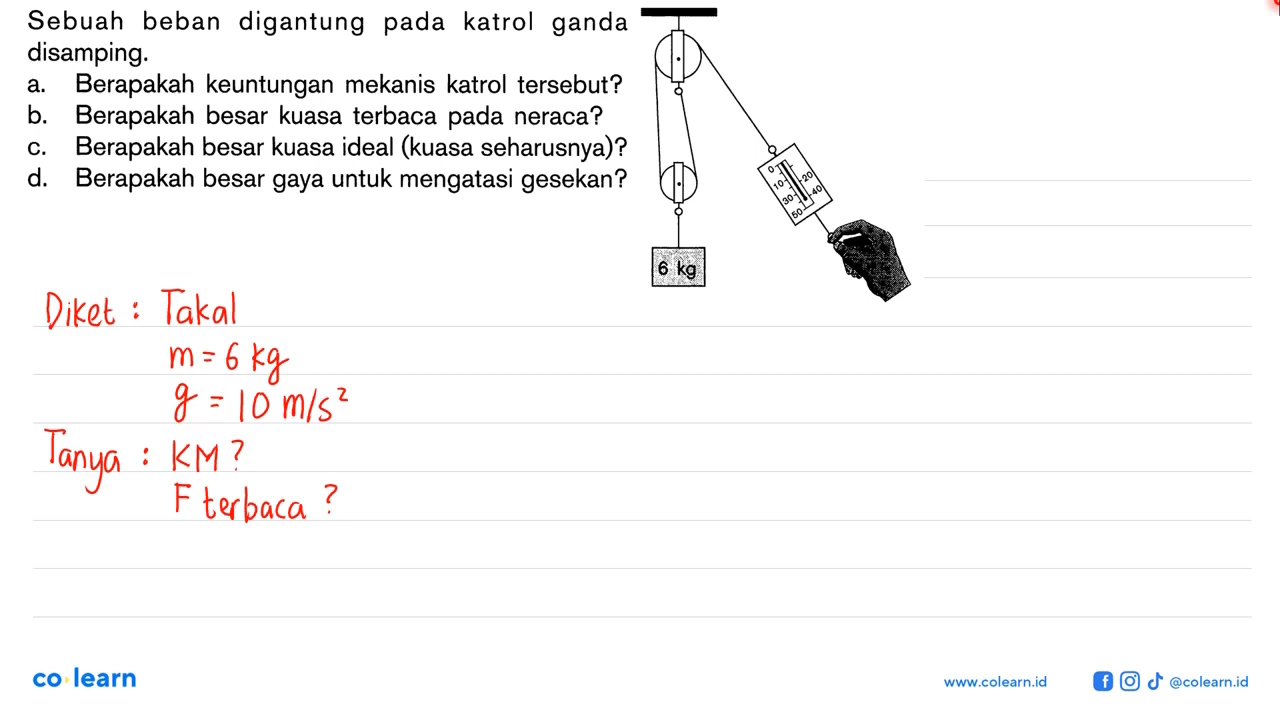 Sebuah beban digantung pada katrol ganda
disamping.
a. Berapakah keuntungan mekanis katrol tersebut?
b. Berapakah besar kuasa terbaca pada neraca?
c. Berapakah besar kuasa ideal (kuasa seharusnya)?
d. Berapakah besar gaya untuk mengatasi gesekan?
0
10
20
30
40
50
6 kg
Diket : Takal
m = 6 kg
g = 10 m/s²
Tanya : KM ?
F terbaca ?
co learn
www.colearn.id
@colearn.id